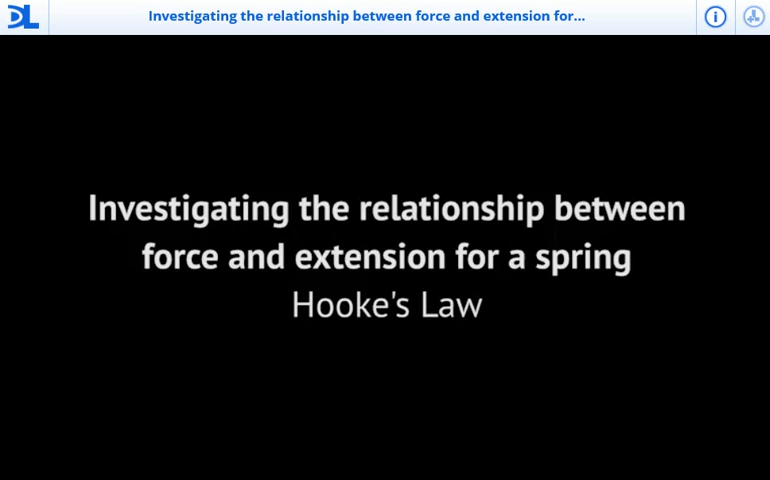 DL
Investigating the relationship between force and extension for...
Investigating the relationship between
force and extension for a spring
Hooke's Law